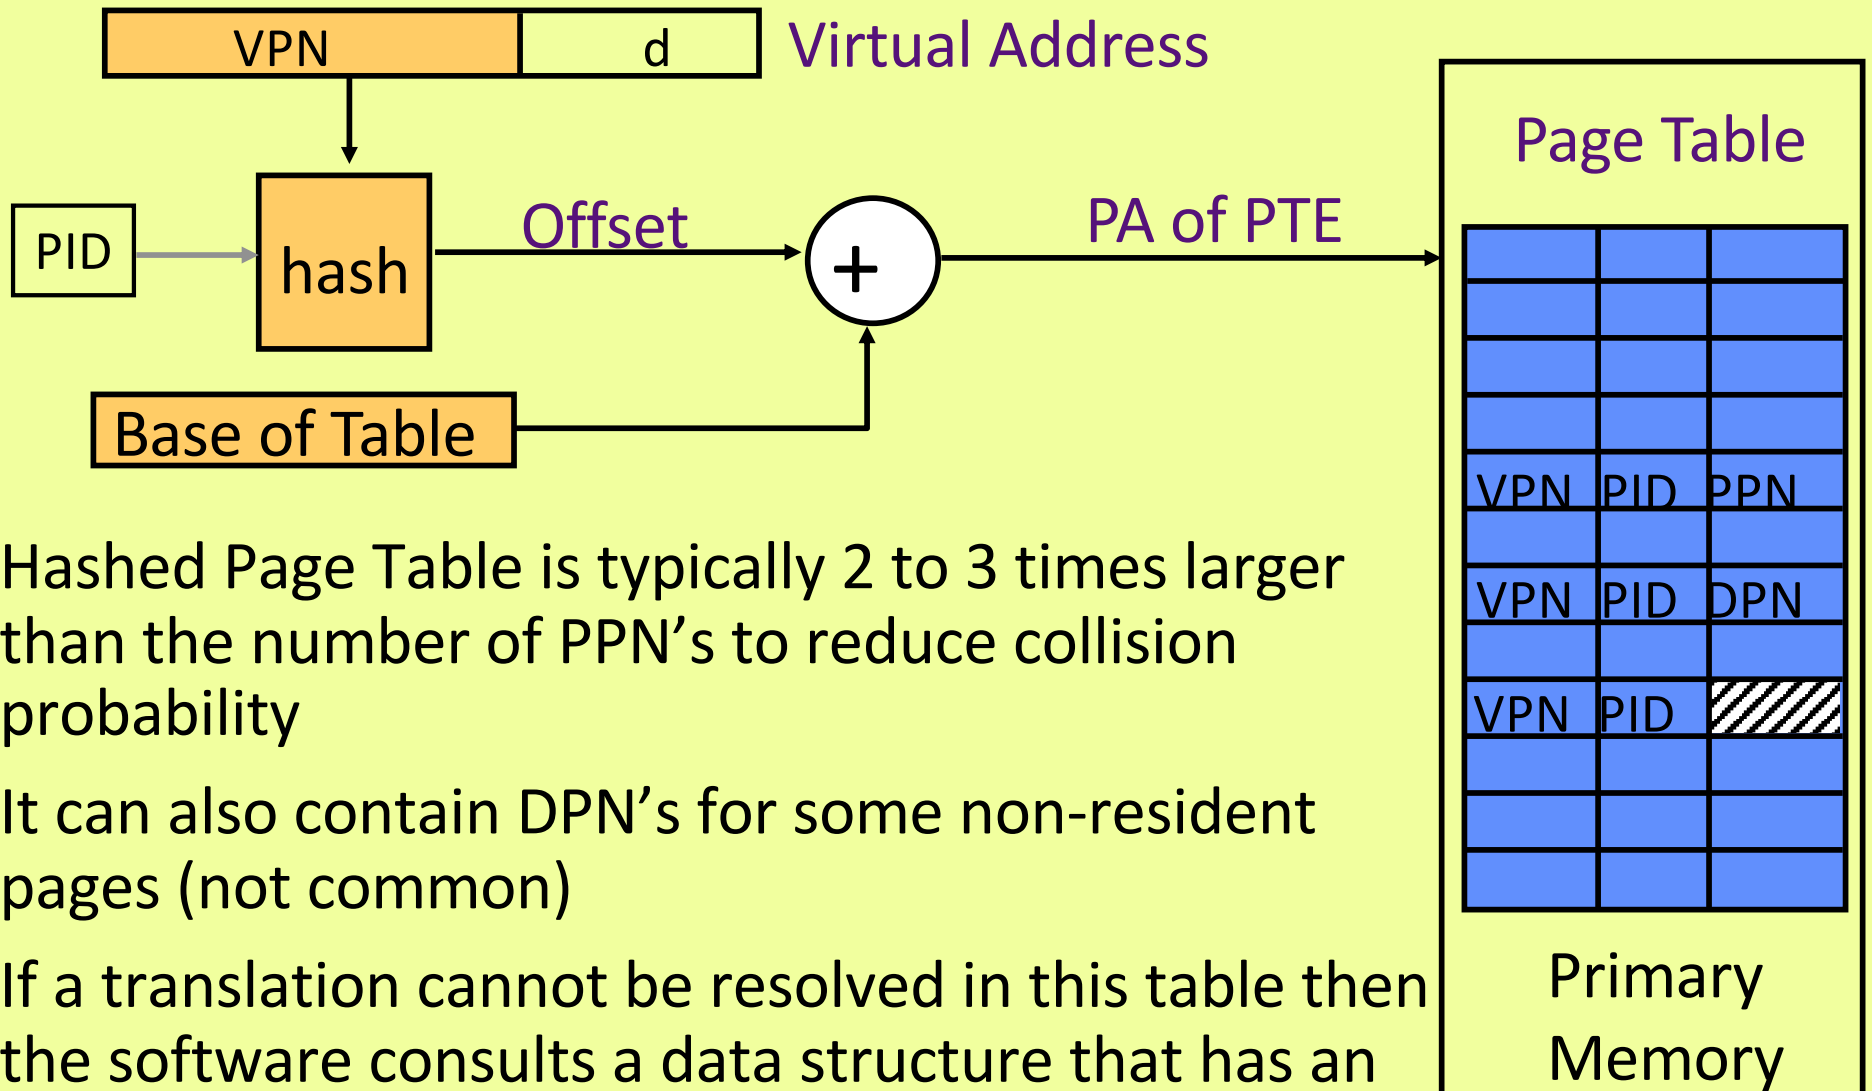 VPN d Virtual Address
Page Table
PID hash Offset + PA of PTE
Base of Table
VPN PID PPN
VPN PID DPN
VPN PID
Hashed Page Table is typically 2 to 3 times larger
than the number of PPN’s to reduce collision
probability
It can also contain DPN’s for some non-resident
pages (not common)
If a translation cannot be resolved in this table then
the software consults a data structure that has an
Primary
Memory